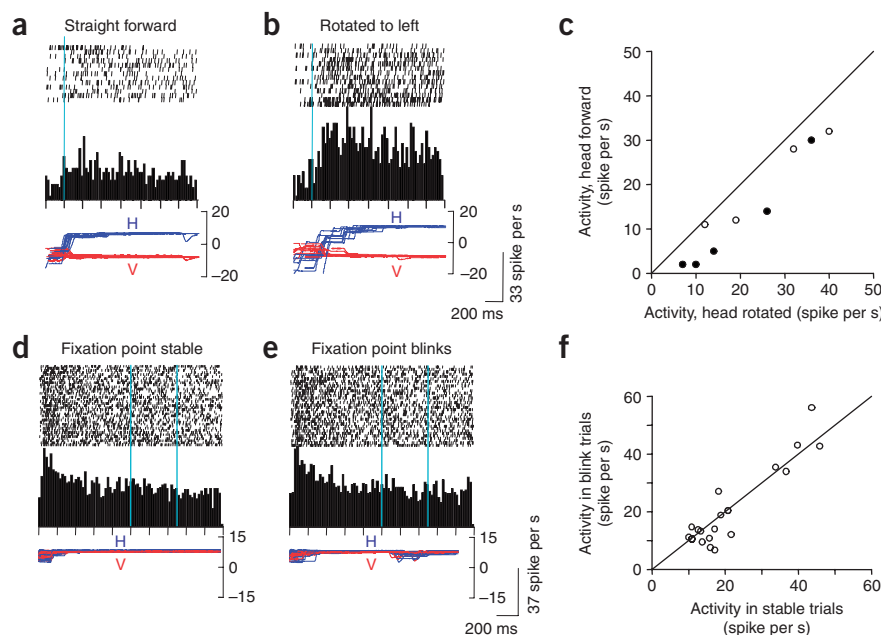 a
Straight forward
H
V
20
0
−20
b
Rotated to left
H
V
20
0
−20
33 spike per s
200 ms
c
Activity, head forward
(spike per s)
50
40
30
20
10
0
0 10 20 30 40 50
Activity, head rotated (spike per s)
d
Fixation point stable
H
V
15
0
−15
e
Fixation point blinks
H
V
15
0
−15
37 spike per s
200 ms
f
Activity in blink trials
(spike per s)
60
40
20
0
0 20 40 60
Activity in stable trials
(spike per s)